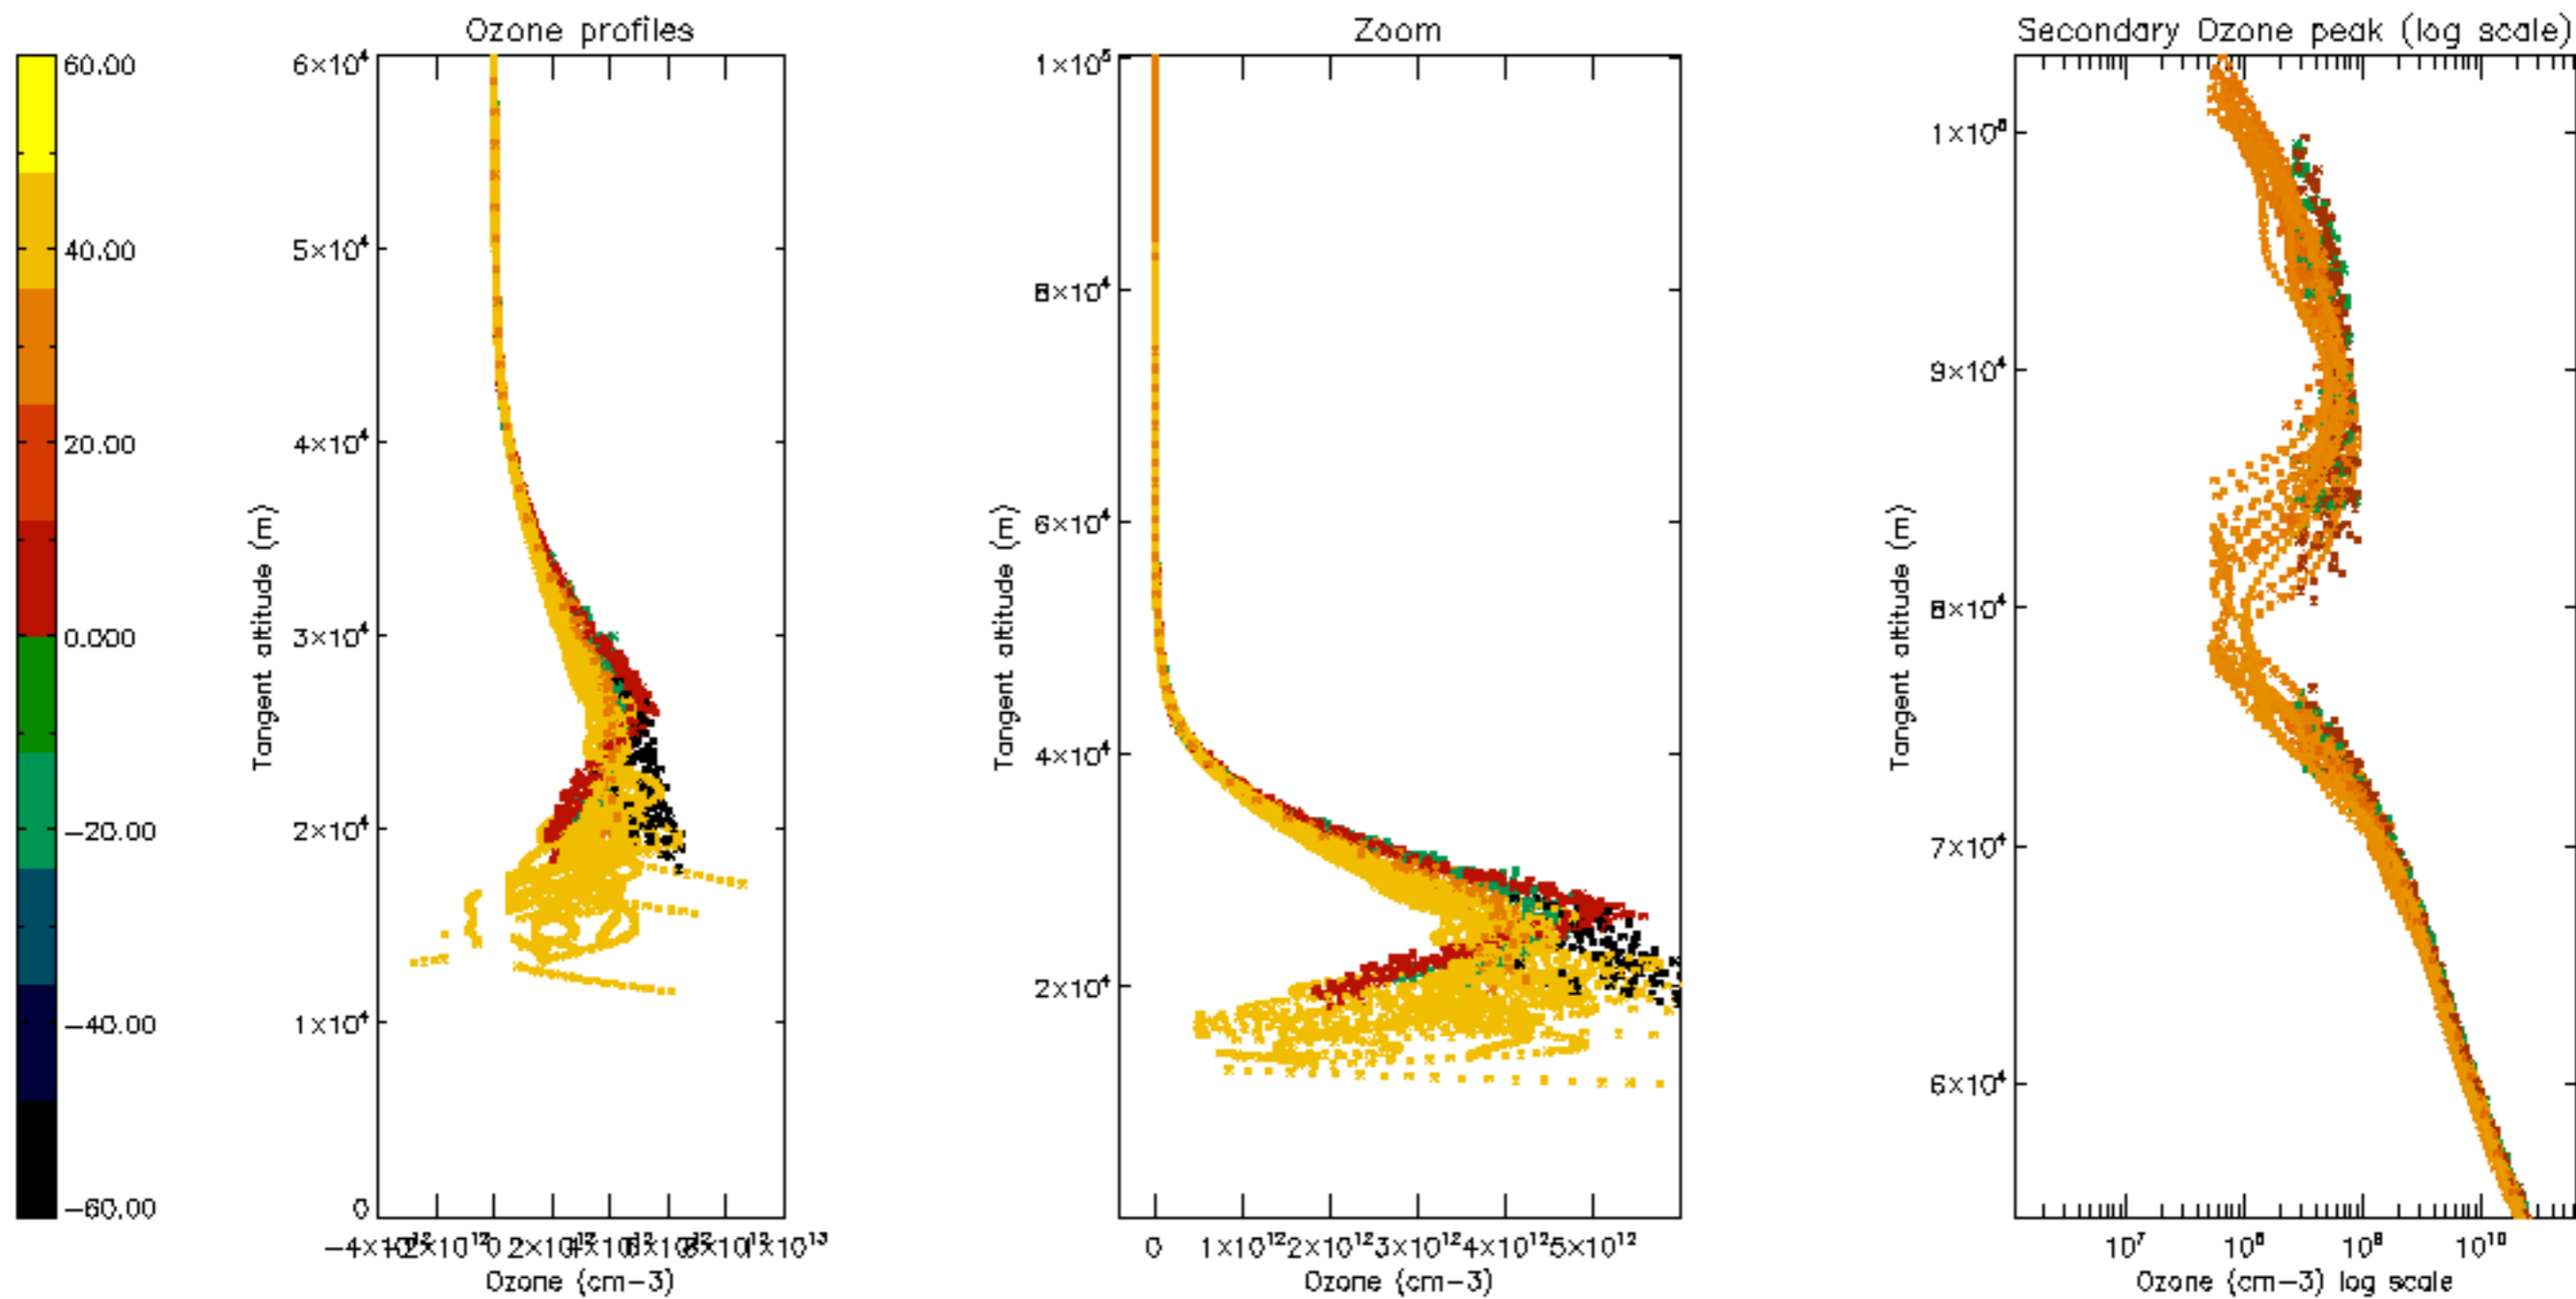 Ozone profiles
Zoom
Secondary Ozone peak (log scale)
60.00
40.00
20.00
0.000
−20.00
−40.00
−60.00
6×10⁴
5×10⁴
4×10⁴
3×10⁴
2×10⁴
1×10⁴
0
Tangent altitude (m)
0
1×10¹³
Ozone (cm−3)
1×10⁵
8×10⁴
6×10⁴
4×10⁴
2×10⁴
Tangent altitude (m)
0 1×10¹² 2×10¹² 3×10¹² 4×10¹² 5×10¹²
Ozone (cm−3)
9×10⁴
8×10⁴
7×10⁴
6×10⁴
Tangent altitude (m)
10⁷ 10⁸ 10⁹ 10¹⁰
Ozone (cm−3) log scale